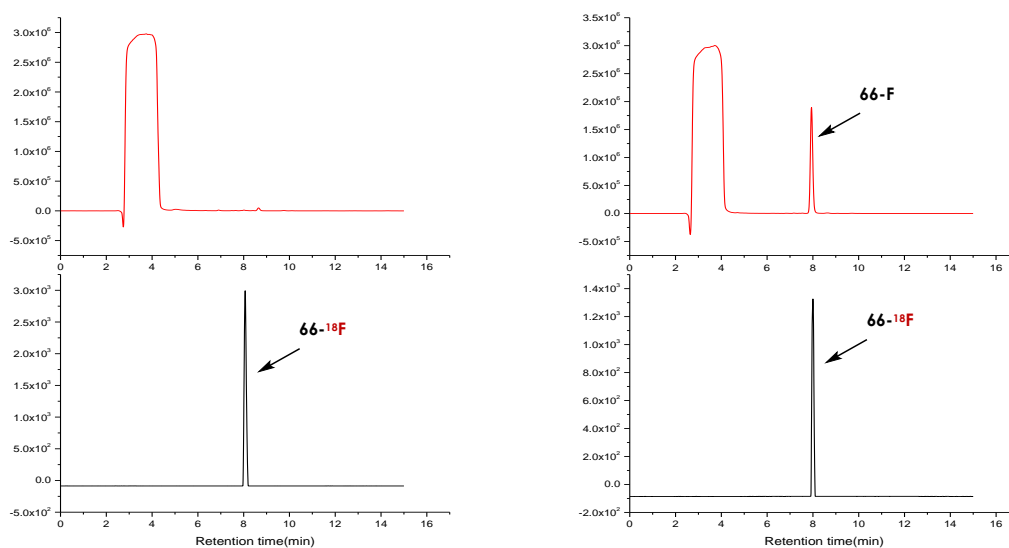 3.0x10⁶
2.5x10⁶
2.0x10⁶
1.5x10⁶
1.0x10⁶
5.0x10⁵
0.0
-5.0x10⁵
0 2 4 6 8 10 12 14 16
3.5x10⁶
3.0x10⁶
2.5x10⁶
2.0x10⁶
1.5x10⁶
1.0x10⁶
5.0x10⁵
0.0
-5.0x10⁵
66-F
0 2 4 6 8 10 12 14 16
3.0x10³
2.5x10³
2.0x10³
1.5x10³
1.0x10³
5.0x10²
0.0
-5.0x10²
66-¹⁸F
0 2 4 6 8 10 12 14 16
Retention time(min)
1.4x10³
1.2x10³
1.0x10³
8.0x10²
6.0x10²
4.0x10²
2.0x10²
0.0
-2.0x10²
66-¹⁸F
0 2 4 6 8 10 12 14 16
Retention time(min)